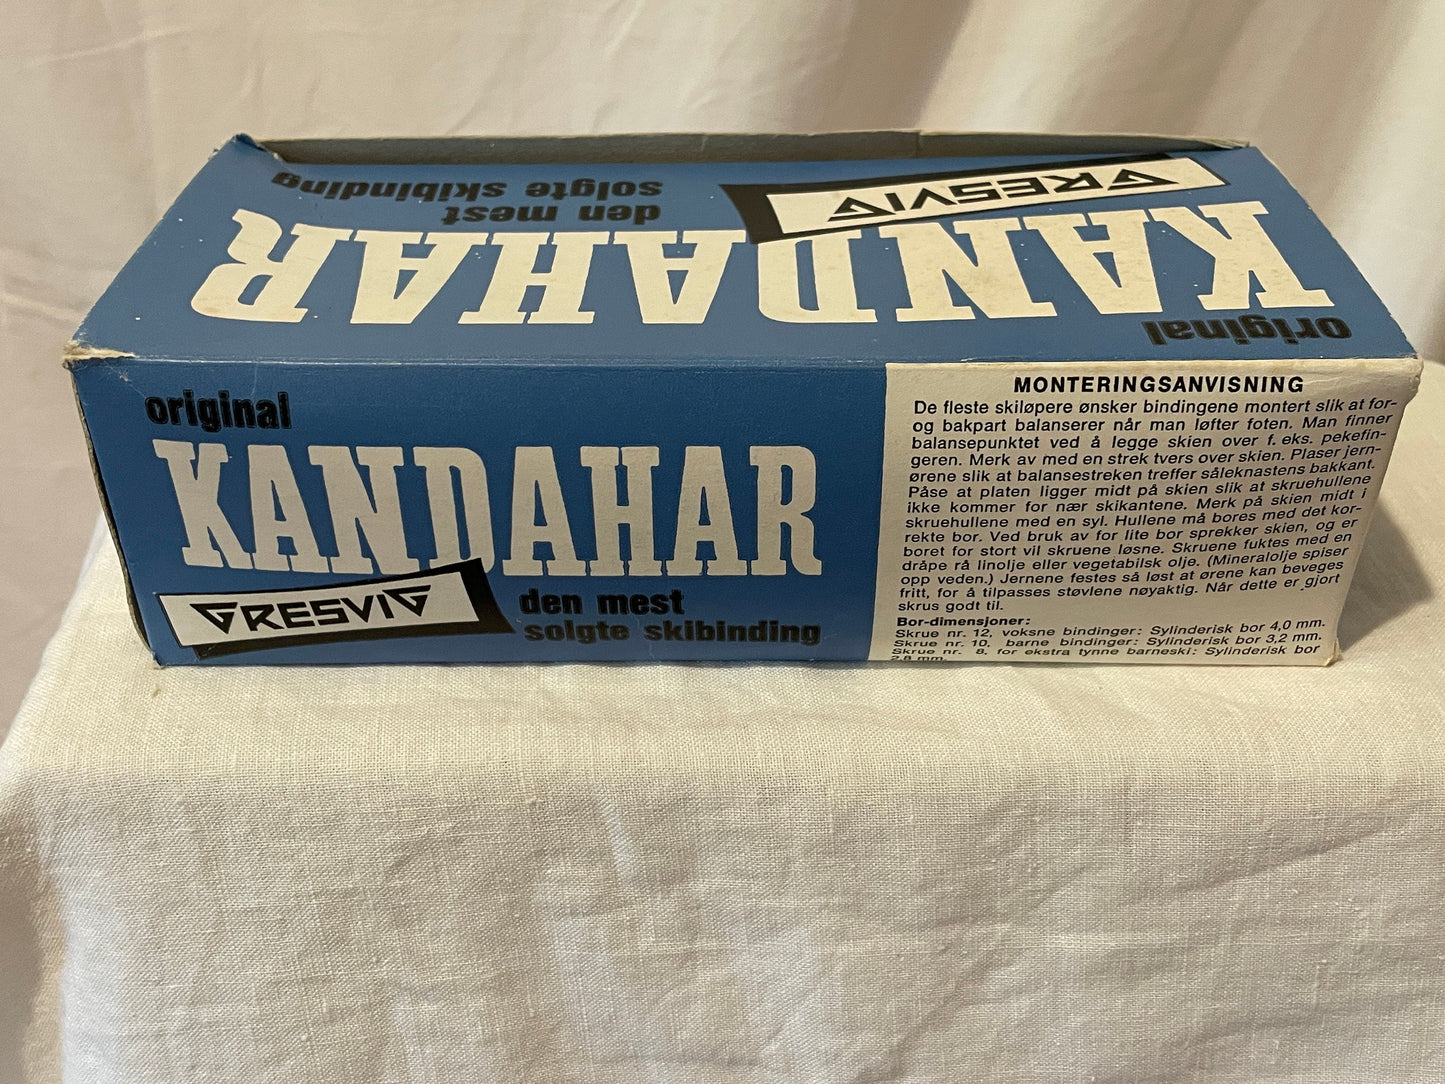 original
KANDAHAR
GRESVIG
den mest
solgte skibinding
original
KANDAHAR
GRESVIG
den mest
solgte skibinding
MONTERINGSANVISNING
De fleste skiløpere ønsker bindingene montert slik at for-
og bakpart balanserer når man løfter foten. Man finner
balansepunktet ved å legge skien over f. eks. pekefin-
geren. Merk av med en strek tvers over skien. Plaser jern-
ørene slik at balansestreken treffer såleknastens bakkant.
Påse at platen ligger midt på skien slik at skruehullene
ikke kommer for nær skikantene. Merk på skien midt i
skruehullene med en syl. Hullene må bores med det kor-
rekte bor. Ved bruk av for lite bor sprekker skien, og er
boret for stort vil skruene løsne. Skruene fuktes med en
dråpe rå linolje eller vegetabilsk olje. (Mineralolje spiser
opp veden.) Jernene festes så løst at ørene kan beveges
fritt, for å tilpasses støvlene nøyaktig. Når dette er gjort
skrus godt til.
Bor-dimensjoner:
Skrue nr. 12, voksne bindinger: Sylinderisk bor 4,0 mm.
Skrue nr. 10, barne bindinger: Sylinderisk bor 3,2 mm.
Skrue nr. 8, for ekstra tynne barneski: Sylinderisk bor
2,8 mm.